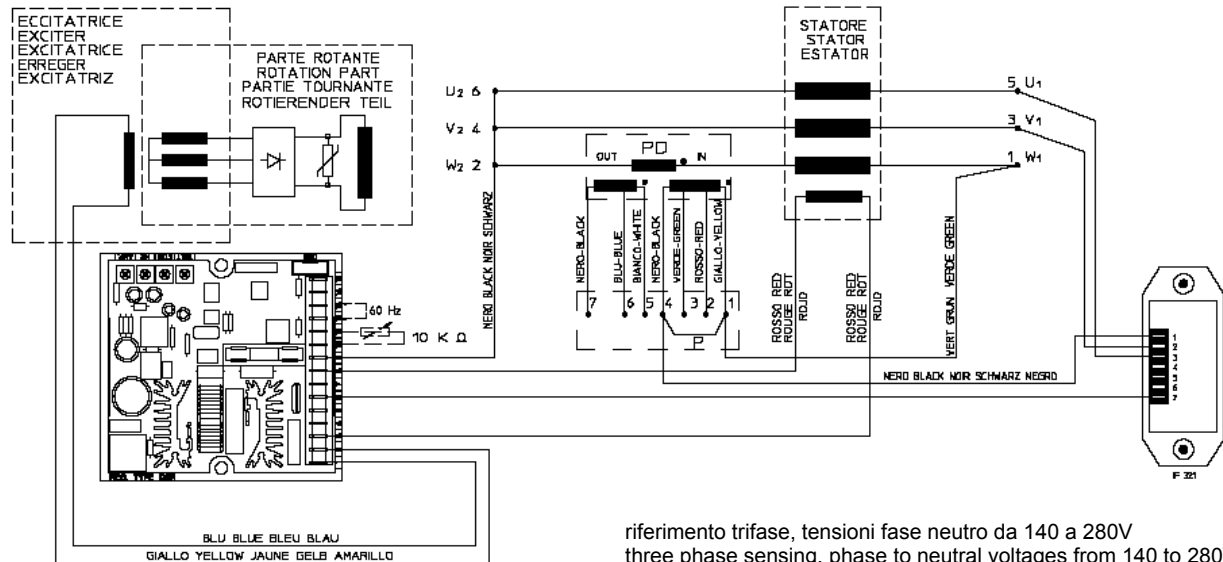 ECCITATRICE
EXCITER
EXCITATRICE
ERREGER
EXCITATRIZ
PARTE ROTANTE
ROTATION PART
PARTIE TOURNANTE
ROTIERENDER TEIL
STATORE
STATOR
ESTATOR
U2 6
V2 4
W2 2
5 U1
3 V1
1 W1
PD
OUT
IN
NERO-BLACK
BLU-BLUE
BIANCO-WHITE
NERO-BLACK
VERDE-GREEN
ROSSO-RED
GIALLO-YELLOW
7 6 5 4 3 2 1
P
NERO BLACK NOIR SCHWARZ
ROSSO RED
ROUGE ROT
ROJO
ROSSO RED
ROUGE ROT
ROJO
VERT GRUN VERDE GREEN
60 Hz
10 K Ω
NERO BLACK NOIR SCHWARZ NEGRO
1
2
3
4
5
6
7
BLU BLUE BLEU BLAU
GIALLO YELLOW JAUNE GELB AMARILLO
riferimento trifase, tensioni fase neutro da 140 a 280V
three phase sensing, phase to neutral voltages from 140 to 280